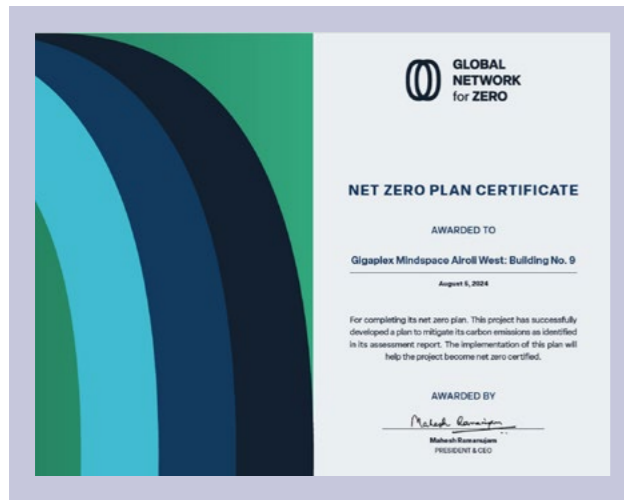 GLOBAL
NETWORK
for ZERO
NET ZERO PLAN CERTIFICATE
AWARDED TO
Gigaplex Mindspace Airoli West: Building No. 9
August 5, 2024
For completing its net zero plan. This project has successfully
developed a plan to mitigate its carbon emissions as identified
in its assessment report. The implementation of this plan will
help the project become net zero certified.
AWARDED BY
Mahesh Ramanujam
Mahesh Ramanujam
PRESIDENT & CEO